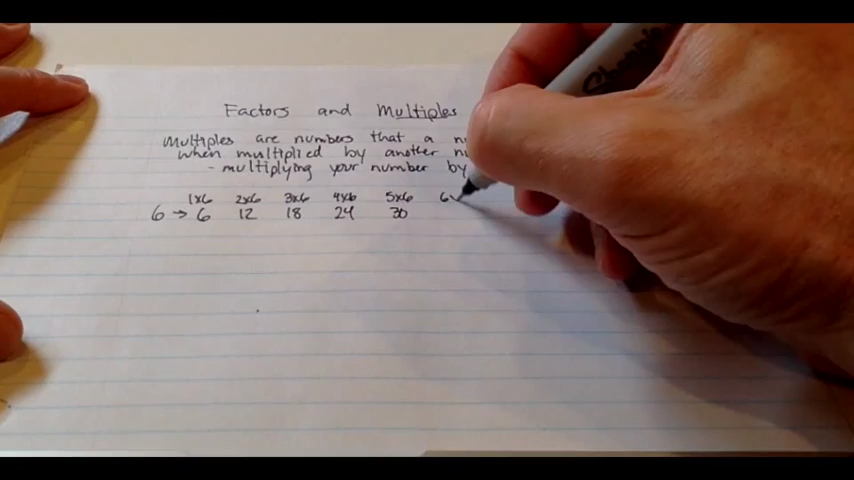 Sharpie
Factors and Multiples
Multiples are numbers that a
when multiplied by another
- multiplying your number by
1x6 2x6 3x6 4x6 5x6 6
6 → 6 12 18 24 30